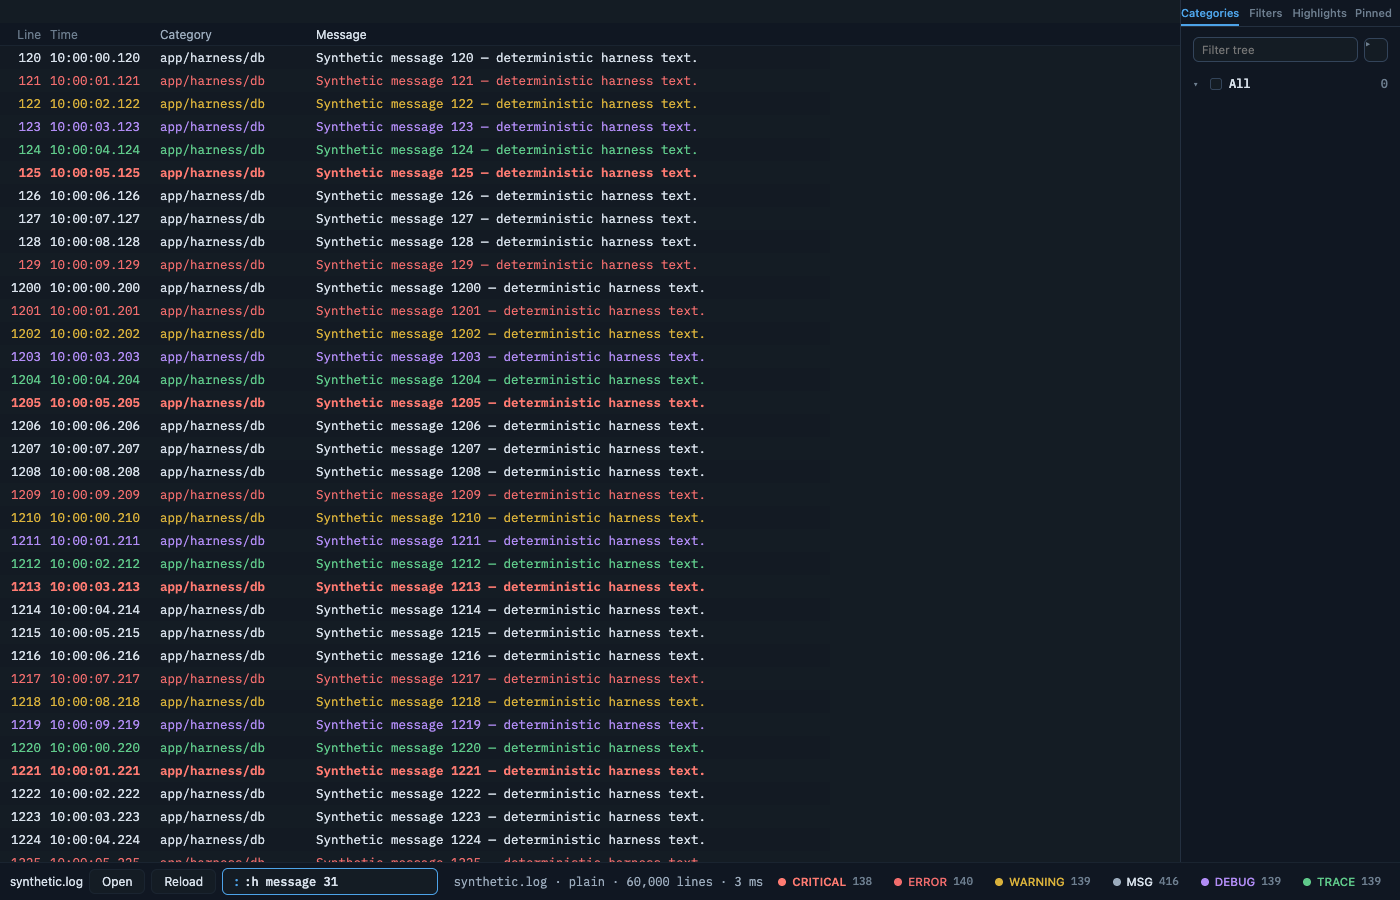 Categories Filters Highlights Pinned
Line Time Category Message
Filter tree
All 0
120 10:00:00.120 app/harness/db Synthetic message 120 — deterministic harness text.
121 10:00:01.121 app/harness/db Synthetic message 121 — deterministic harness text.
122 10:00:02.122 app/harness/db Synthetic message 122 — deterministic harness text.
123 10:00:03.123 app/harness/db Synthetic message 123 — deterministic harness text.
124 10:00:04.124 app/harness/db Synthetic message 124 — deterministic harness text.
125 10:00:05.125 app/harness/db Synthetic message 125 — deterministic harness text.
126 10:00:06.126 app/harness/db Synthetic message 126 — deterministic harness text.
127 10:00:07.127 app/harness/db Synthetic message 127 — deterministic harness text.
128 10:00:08.128 app/harness/db Synthetic message 128 — deterministic harness text.
129 10:00:09.129 app/harness/db Synthetic message 129 — deterministic harness text.
1200 10:00:00.200 app/harness/db Synthetic message 1200 — deterministic harness text.
1201 10:00:01.201 app/harness/db Synthetic message 1201 — deterministic harness text.
1202 10:00:02.202 app/harness/db Synthetic message 1202 — deterministic harness text.
1203 10:00:03.203 app/harness/db Synthetic message 1203 — deterministic harness text.
1204 10:00:04.204 app/harness/db Synthetic message 1204 — deterministic harness text.
1205 10:00:05.205 app/harness/db Synthetic message 1205 — deterministic harness text.
1206 10:00:06.206 app/harness/db Synthetic message 1206 — deterministic harness text.
1207 10:00:07.207 app/harness/db Synthetic message 1207 — deterministic harness text.
1208 10:00:08.208 app/harness/db Synthetic message 1208 — deterministic harness text.
1209 10:00:09.209 app/harness/db Synthetic message 1209 — deterministic harness text.
1210 10:00:00.210 app/harness/db Synthetic message 1210 — deterministic harness text.
1211 10:00:01.211 app/harness/db Synthetic message 1211 — deterministic harness text.
1212 10:00:02.212 app/harness/db Synthetic message 1212 — deterministic harness text.
1213 10:00:03.213 app/harness/db Synthetic message 1213 — deterministic harness text.
1214 10:00:04.214 app/harness/db Synthetic message 1214 — deterministic harness text.
1215 10:00:05.215 app/harness/db Synthetic message 1215 — deterministic harness text.
1216 10:00:06.216 app/harness/db Synthetic message 1216 — deterministic harness text.
1217 10:00:07.217 app/harness/db Synthetic message 1217 — deterministic harness text.
1218 10:00:08.218 app/harness/db Synthetic message 1218 — deterministic harness text.
1219 10:00:09.219 app/harness/db Synthetic message 1219 — deterministic harness text.
1220 10:00:00.220 app/harness/db Synthetic message 1220 — deterministic harness text.
1221 10:00:01.221 app/harness/db Synthetic message 1221 — deterministic harness text.
1222 10:00:02.222 app/harness/db Synthetic message 1222 — deterministic harness text.
1223 10:00:03.223 app/harness/db Synthetic message 1223 — deterministic harness text.
1224 10:00:04.224 app/harness/db Synthetic message 1224 — deterministic harness text.
1225 10:00:05.225 app/harness/db Synthetic message 1225 — deterministic harness text.
synthetic.log Open Reload : :h message 31 synthetic.log · plain · 60,000 lines · 3 ms CRITICAL 138 ERROR 140 WARNING 139 MSG 416 DEBUG 139 TRACE 139